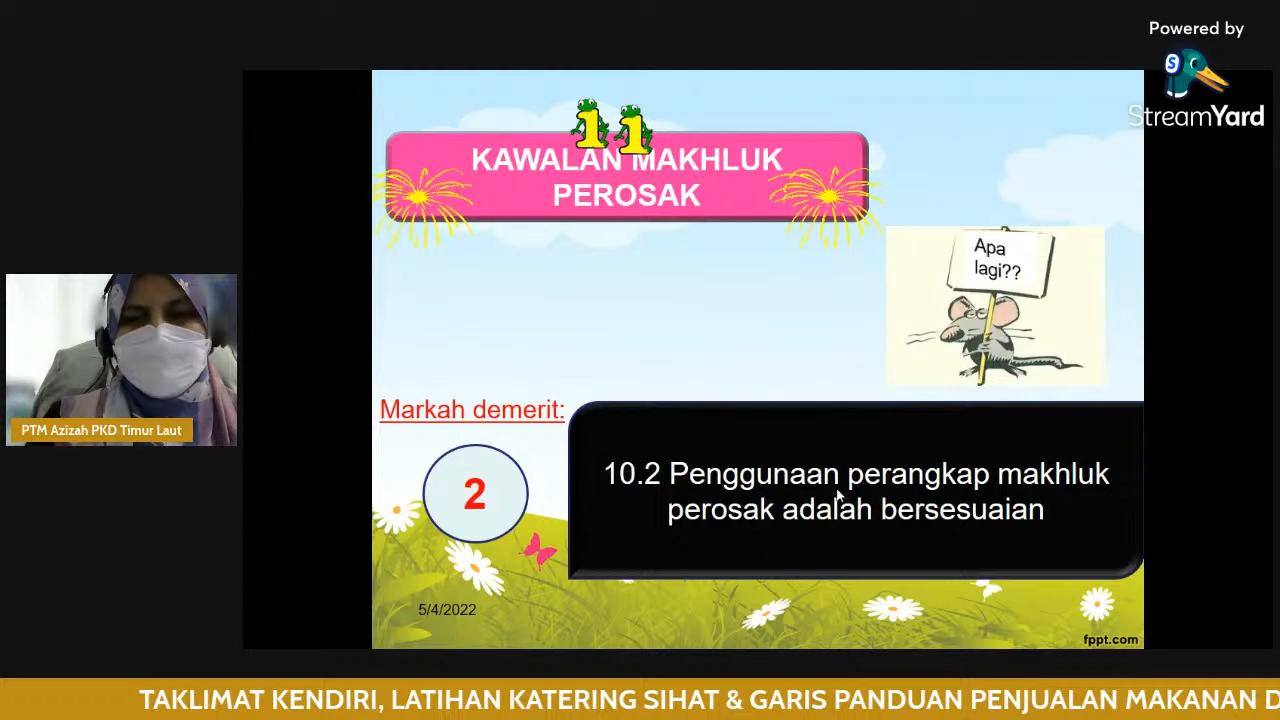 Powered by
S
StreamYard
11
KAWALAN MAKHLUK
PEROSAK
Apa
lagi??
Markah demerit:
2
10.2 Penggunaan perangkap makhluk
perosak adalah bersesuaian
PTM Azizah PKD Timur Laut
5/4/2022
fppt.com
TAKLIMAT KENDIRI, LATIHAN KATERING SIHAT & GARIS PANDUAN PENJUALAN MAKANAN D